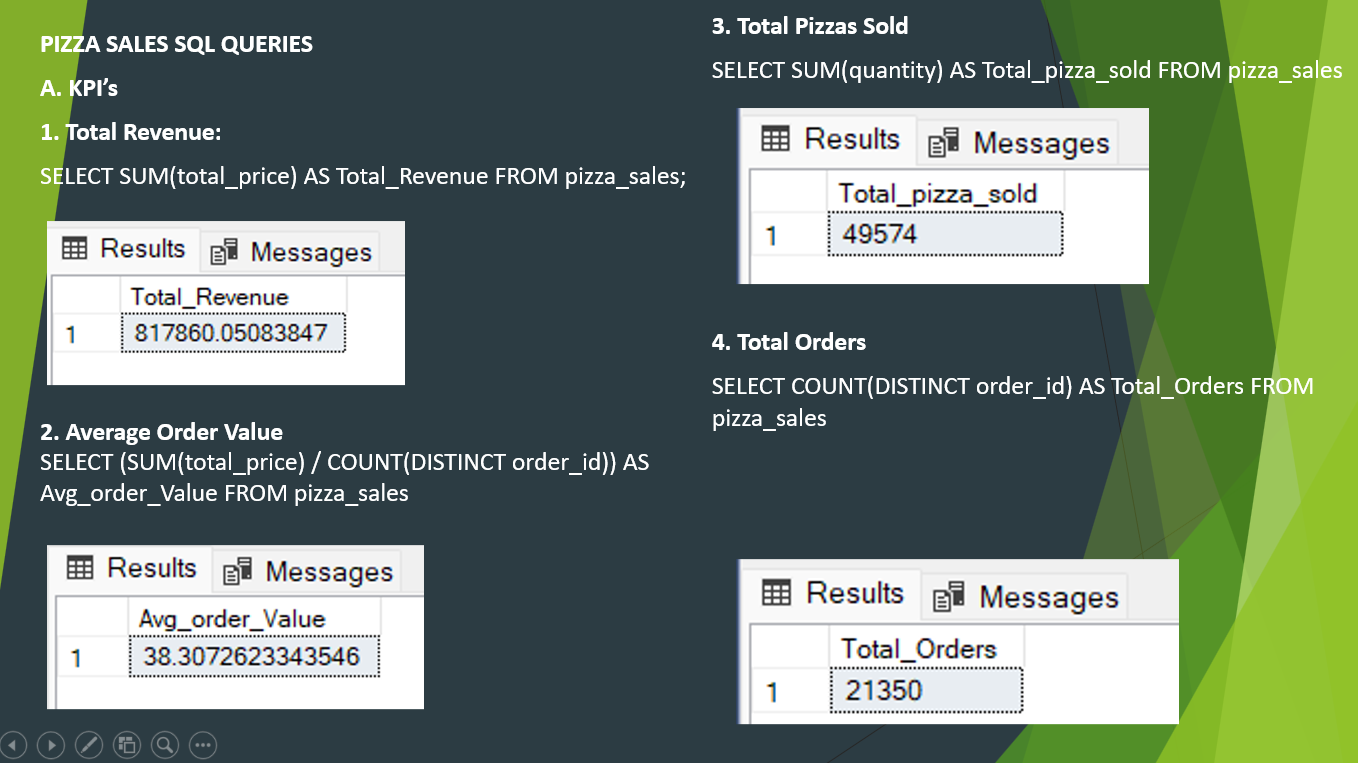 PIZZA SALES SQL QUERIES
A. KPI’s
1. Total Revenue:
SELECT SUM(total_price) AS Total_Revenue FROM pizza_sales;
Results Messages
Total_Revenue
1 817860.05083847
2. Average Order Value
SELECT (SUM(total_price) / COUNT(DISTINCT order_id)) AS
Avg_order_Value FROM pizza_sales
Results Messages
Avg_order_Value
1 38.3072623343546
3. Total Pizzas Sold
SELECT SUM(quantity) AS Total_pizza_sold FROM pizza_sales
Results Messages
Total_pizza_sold
1 49574
4. Total Orders
SELECT COUNT(DISTINCT order_id) AS Total_Orders FROM
pizza_sales
Results Messages
Total_Orders
1 21350